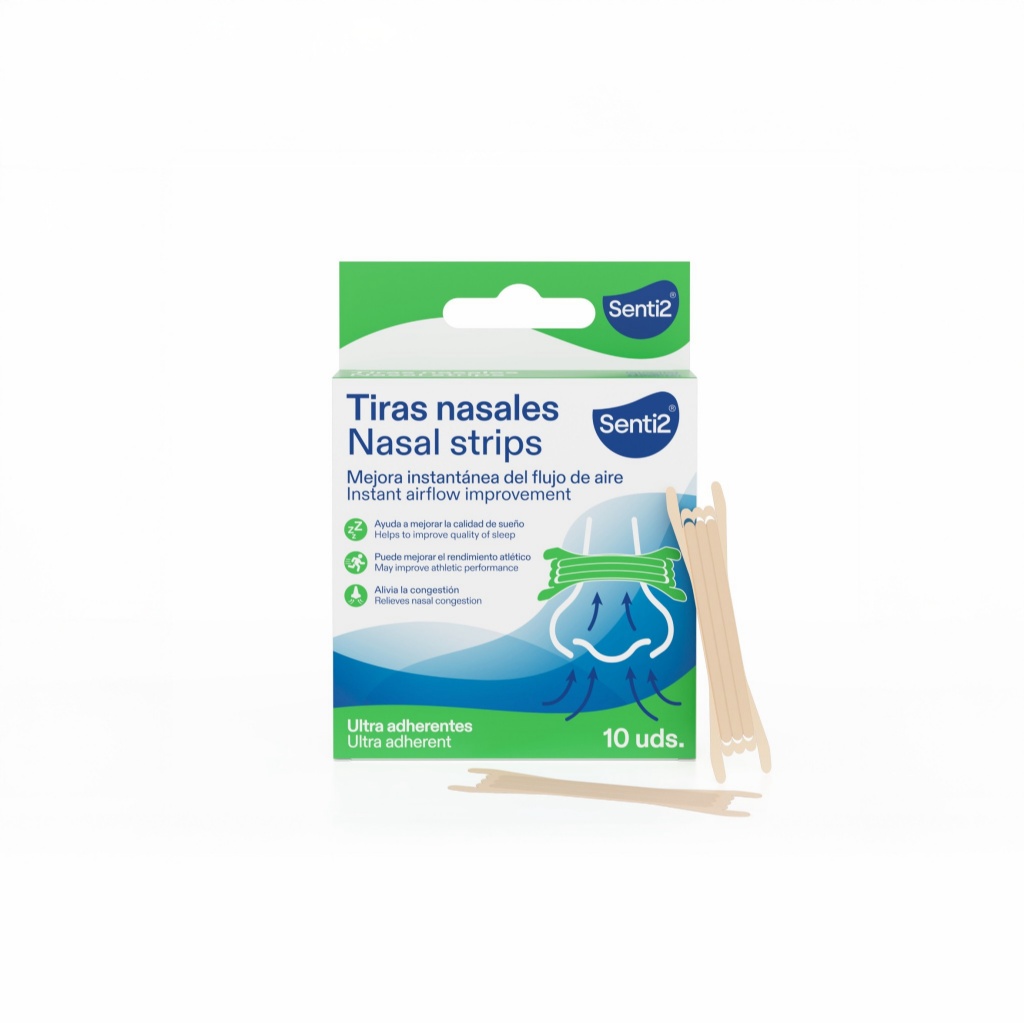 Senti2®
Tiras nasales
Nasal strips
Senti2®
Mejora instantánea del flujo de aire
Instant airflow improvement
Ayuda a mejorar la calidad de sueño
Helps to improve quality of sleep
Puede mejorar el rendimiento atlético
May improve athletic performance
Alivia la congestión
Relieves nasal congestion
Ultra adherentes
Ultra adherent
10 uds.